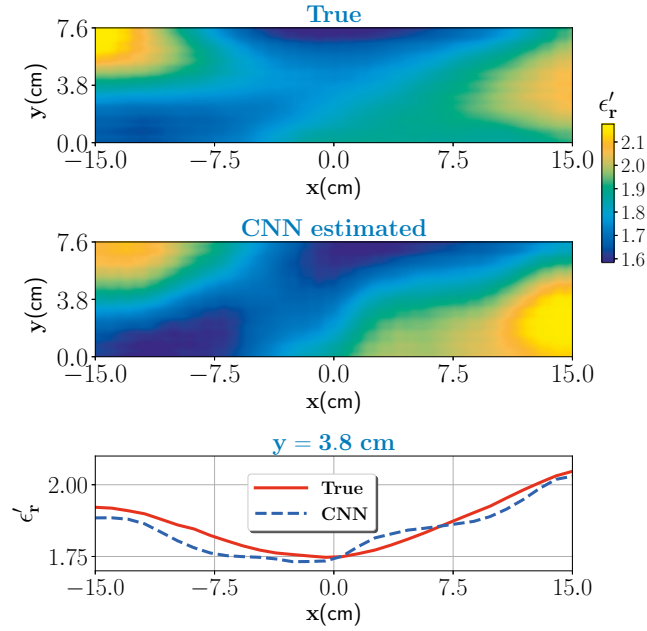 True
7.6
3.8
0.0
y(cm)
−15.0 −7.5 0.0 7.5 15.0
x(cm)
ϵ′r
2.1
2.0
1.9
1.8
1.7
1.6
CNN estimated
7.6
3.8
0.0
y(cm)
−15.0 −7.5 0.0 7.5 15.0
x(cm)
y = 3.8 cm
2.00
1.75
ϵ′r
True
CNN
−15.0 −7.5 0.0 7.5 15.0
x(cm)